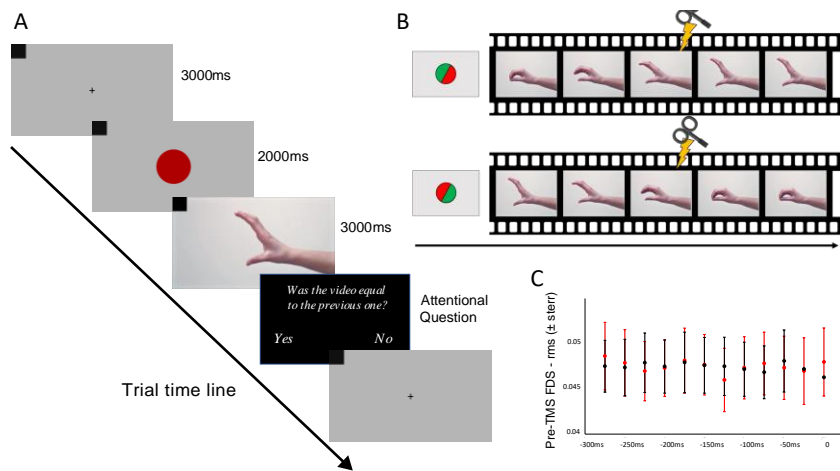 A
3000ms
2000ms
3000ms
Was the video equal
to the previous one?
Yes No
Attentional
Question
Trial time line
B
C
Pre-TMS FDS - rms (± sterr)
0.05
0.045
0.04
-300ms -250ms -200ms -150ms -100ms -50ms 0